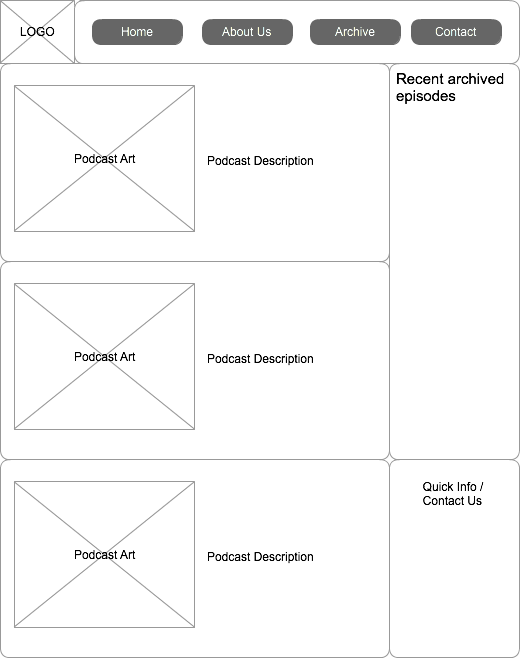 LOGO
Home
About Us
Archive
Contact
Podcast Art
Podcast Description
Recent archived
episodes
Podcast Art
Podcast Description
Podcast Art
Podcast Description
Quick Info /
Contact Us